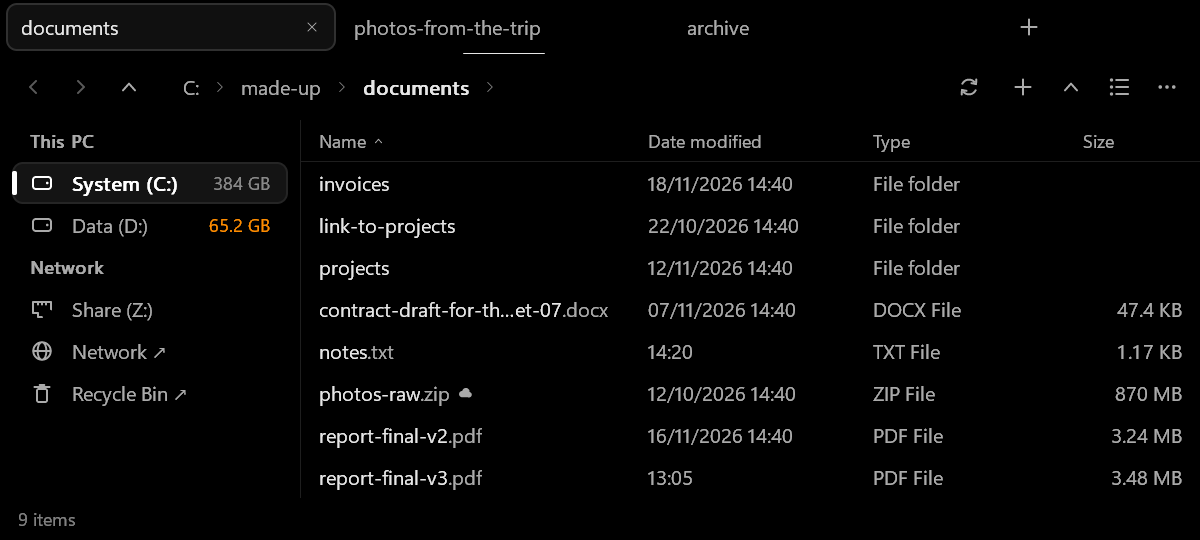 documents × photos-from-the-trip archive +
C: > made-up > documents >
This PC
System (C:) 384 GB
Data (D:) 65.2 GB
Network
Share (Z:)
Network ↗
Recycle Bin ↗
Name Date modified Type Size
invoices 18/11/2026 14:40 File folder
link-to-projects 22/10/2026 14:40 File folder
projects 12/11/2026 14:40 File folder
contract-draft-for-th...et-07.docx 07/11/2026 14:40 DOCX File 47.4 KB
notes.txt 14:20 TXT File 1.17 KB
photos-raw.zip 12/10/2026 14:40 ZIP File 870 MB
report-final-v2.pdf 16/11/2026 14:40 PDF File 3.24 MB
report-final-v3.pdf 13:05 PDF File 3.48 MB
9 items